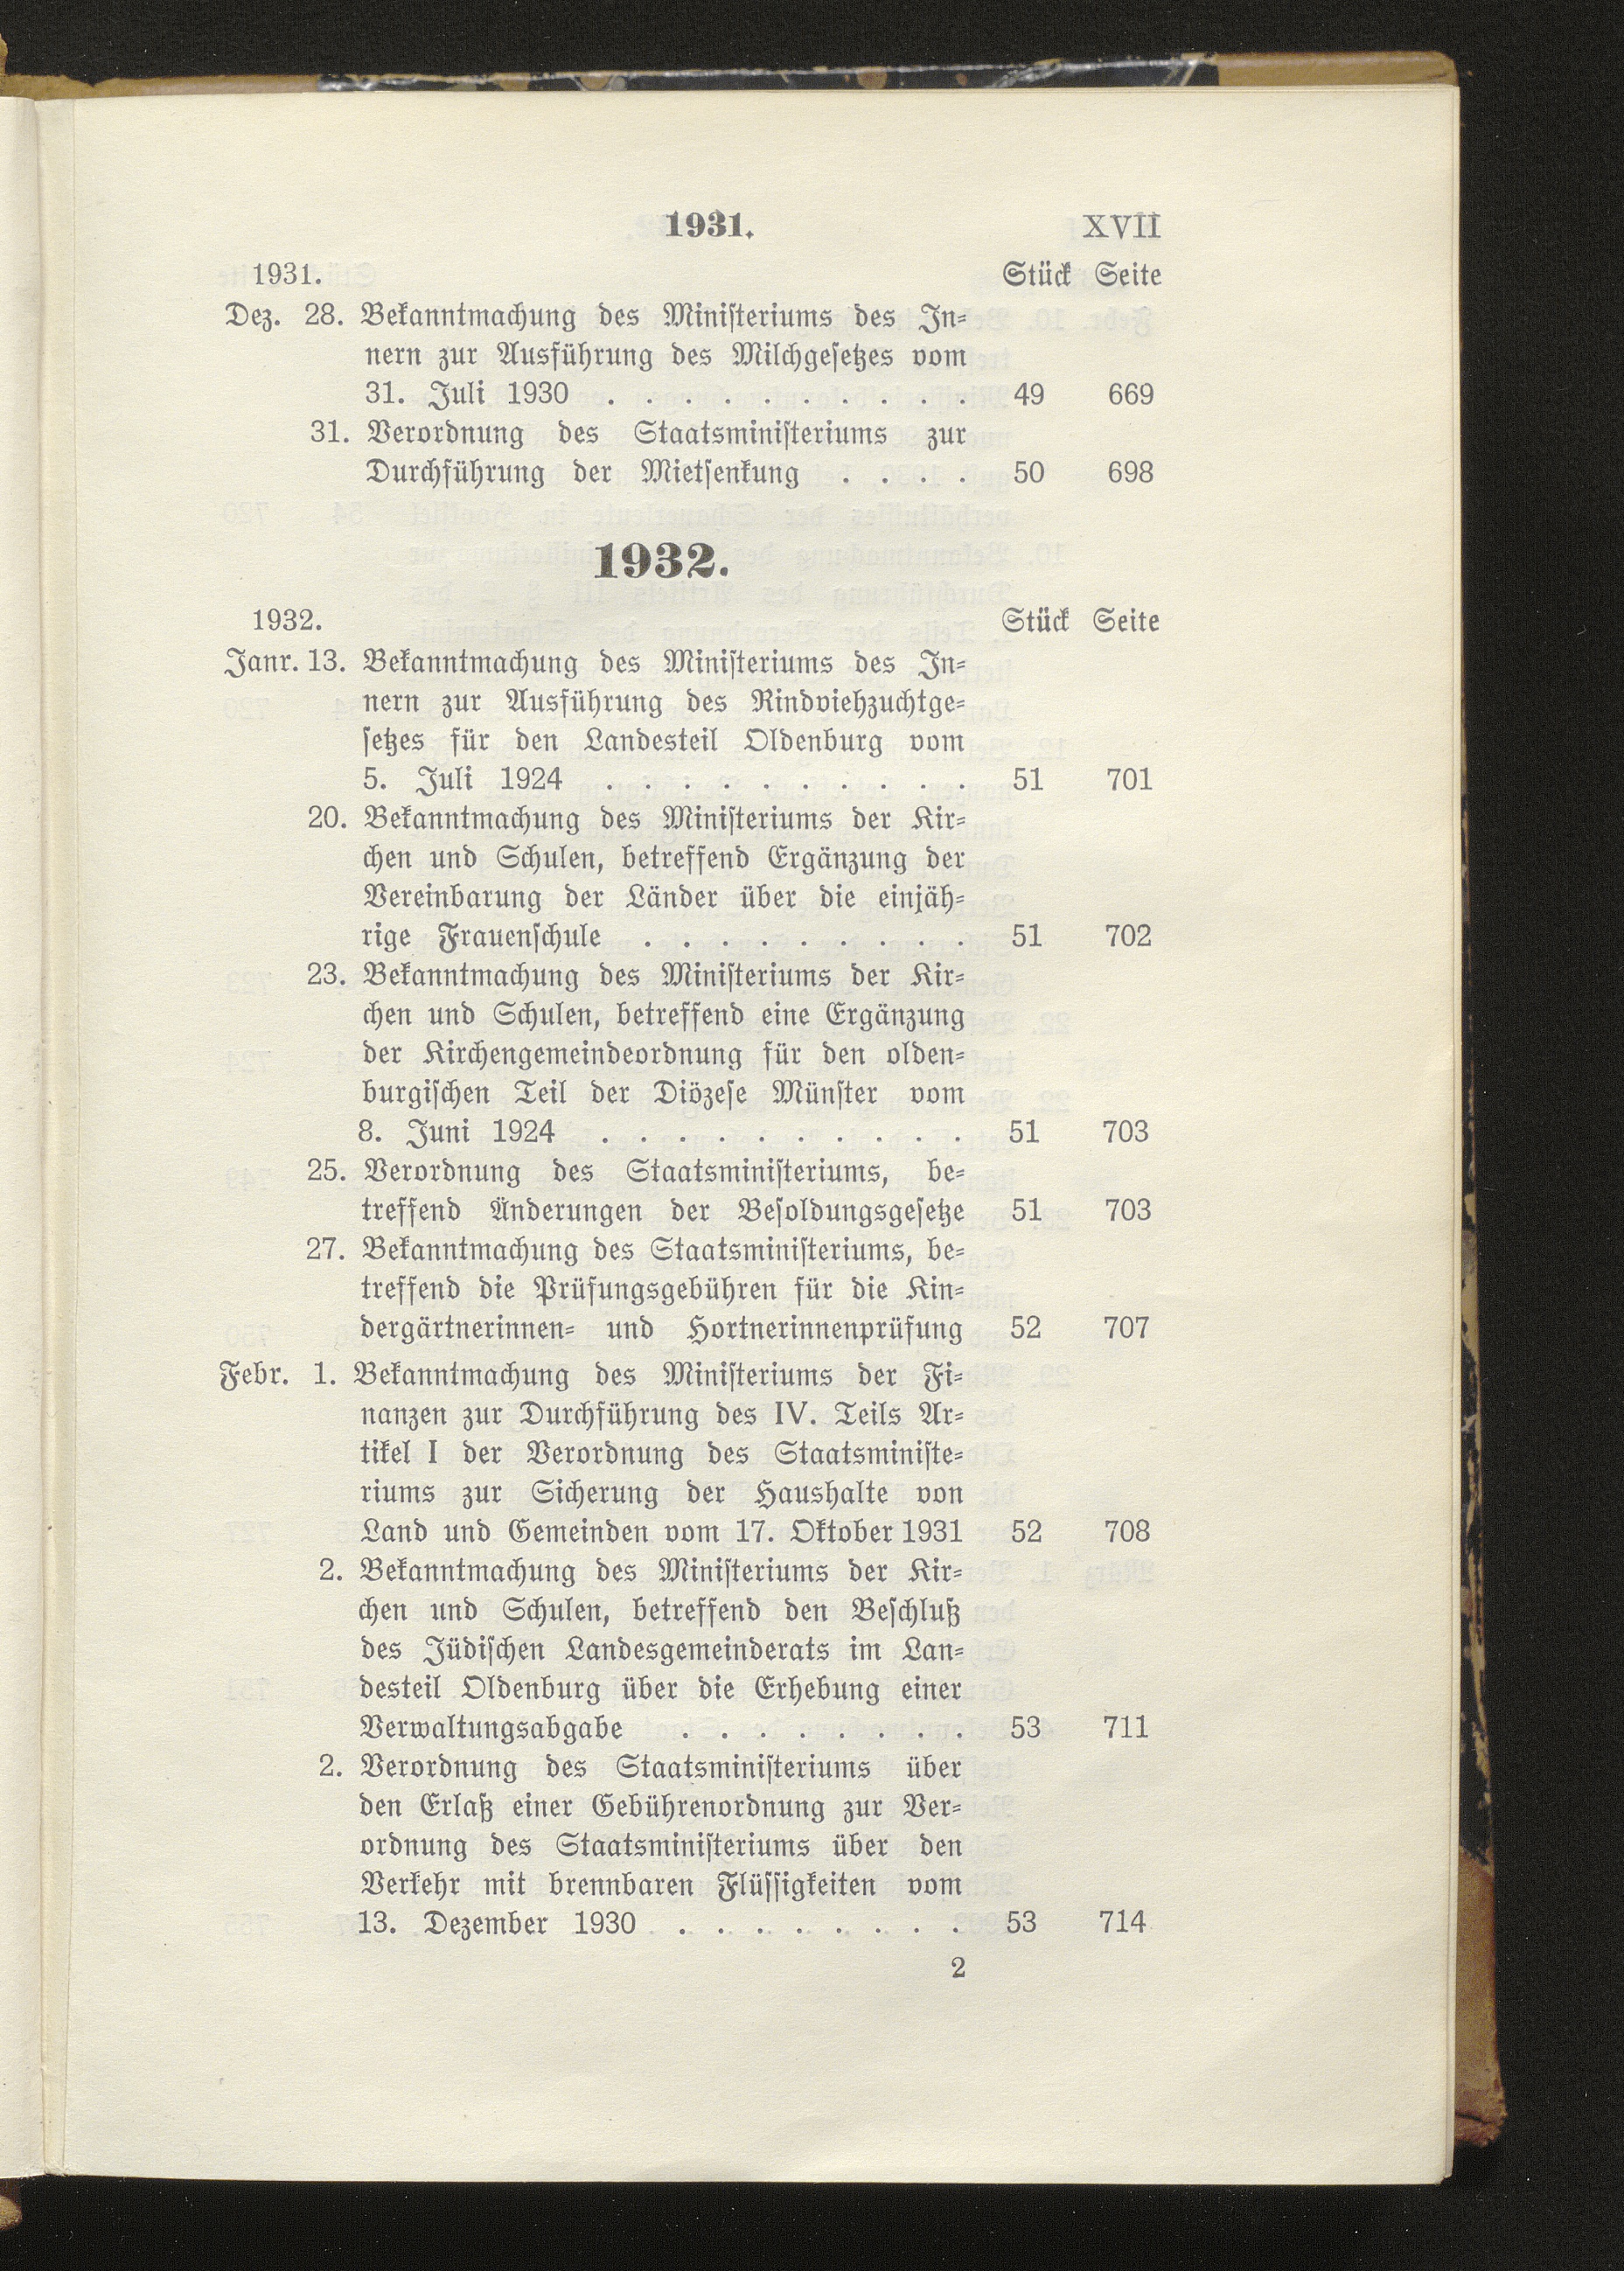 1931. XVII
1931. Stück Seite
Dez. 28. Bekanntmachung des Ministeriums des In-
nern zur Ausführung des Milchgesetzes vom
31. Juli 1930 . . . . . . . . . . 49 669
31. Verordnung des Staatsministeriums zur
Durchführung der Mietsenkung . . . . 50 698
1932.
1932. Stück Seite
Janr. 13. Bekanntmachung des Ministeriums des In-
nern zur Ausführung des Rindviehzuchtge-
setzes für den Landesteil Oldenburg vom
5. Juli 1924 . . . . . . . . . . 51 701
20. Bekanntmachung des Ministeriums der Kir-
chen und Schulen, betreffend Ergänzung der
Vereinbarung der Länder über die einjäh-
rige Frauenschule . . . . . . . . . 51 702
23. Bekanntmachung des Ministeriums der Kir-
chen und Schulen, betreffend eine Ergänzung
der Kirchengemeindeordnung für den olden-
burgischen Teil der Diözese Münster vom
8. Juni 1924 . . . . . . . . . . 51 703
25. Verordnung des Staatsministeriums, be-
treffend Änderungen der Besoldungsgesetze 51 703
27. Bekanntmachung des Staatsministeriums, be-
treffend die Prüfungsgebühren für die Kin-
dergärtnerinnen- und Hortnerinnenprüfung 52 707
Febr. 1. Bekanntmachung des Ministeriums der Fi-
nanzen zur Durchführung des IV. Teils Ar-
tikel I der Verordnung des Staatsministe-
riums zur Sicherung der Haushalte von
Land und Gemeinden vom 17. Oktober 1931 52 708
2. Bekanntmachung des Ministeriums der Kir-
chen und Schulen, betreffend den Beschluß
des Jüdischen Landesgemeinderats im Lan-
desteil Oldenburg über die Erhebung einer
Verwaltungsabgabe . . . . . . . . 53 711
2. Verordnung des Staatsministeriums über
den Erlaß einer Gebührenordnung zur Ver-
ordnung des Staatsministeriums über den
Verkehr mit brennbaren Flüssigkeiten vom
13. Dezember 1930 . . . . . . . . 53 714
2